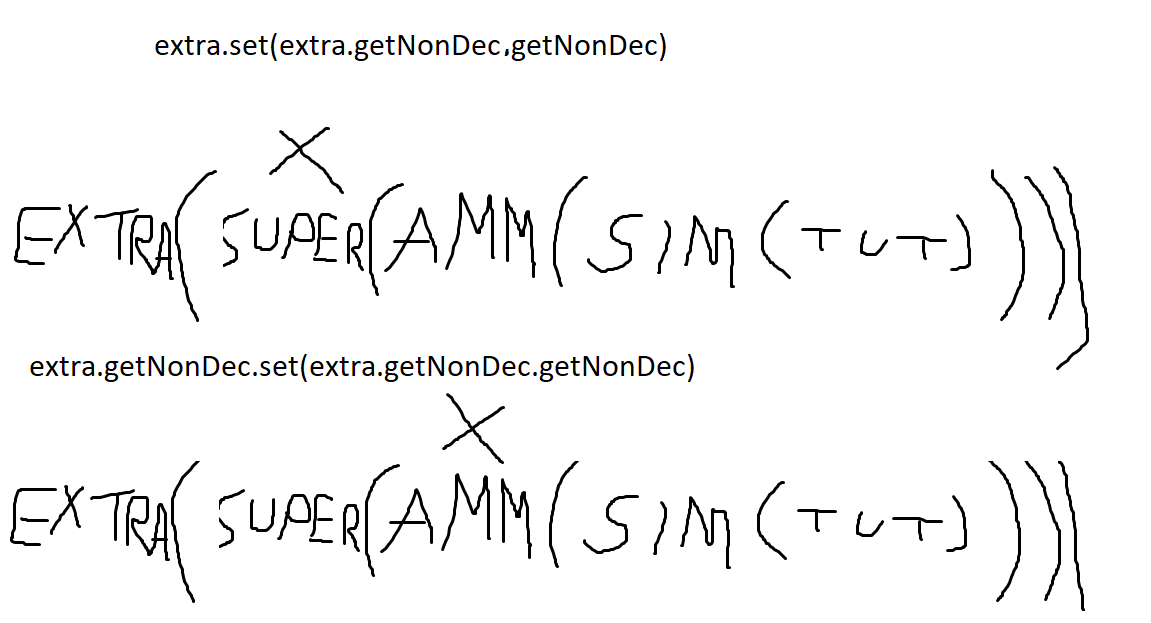 extra.set(extra.getNonDec,getNonDec)
X
EXTRA(SUPER(AMM(SIM(TUT))))
extra.getNonDec.set(extra.getNonDec.getNonDec)
X
EXTRA(SUPER(AMM(SIM(TUT))))